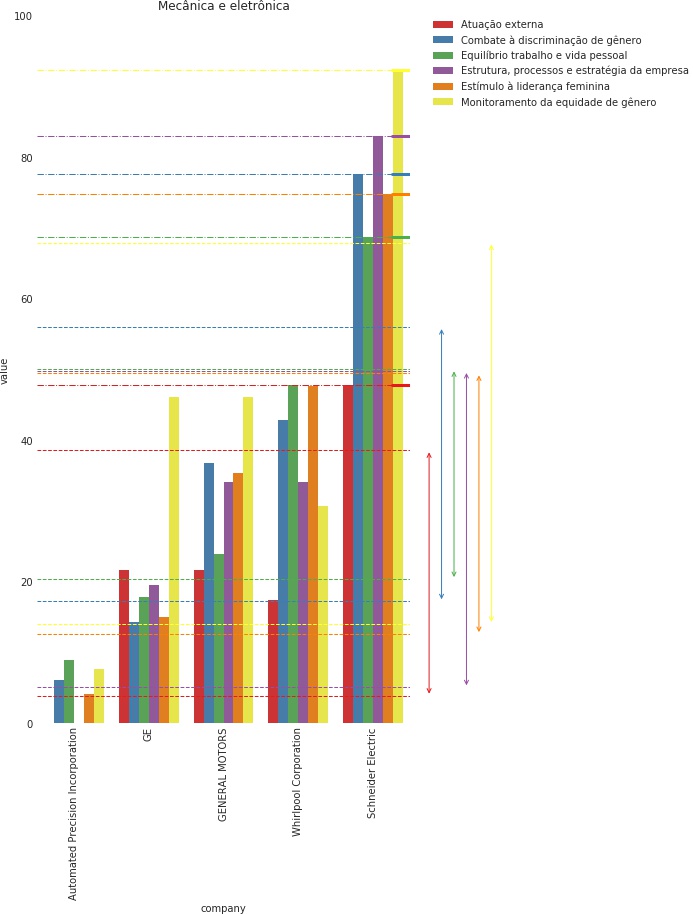 Mecânica e eletrônica
100
80
60
40
20
0
value
Atuação externa
Combate à discriminação de gênero
Equilíbrio trabalho e vida pessoal
Estrutura, processos e estratégia da empresa
Estímulo à liderança feminina
Monitoramento da equidade de gênero
Automated Precision Incorporation
GE
GENERAL MOTORS
Whirlpool Corporation
Schneider Electric
company